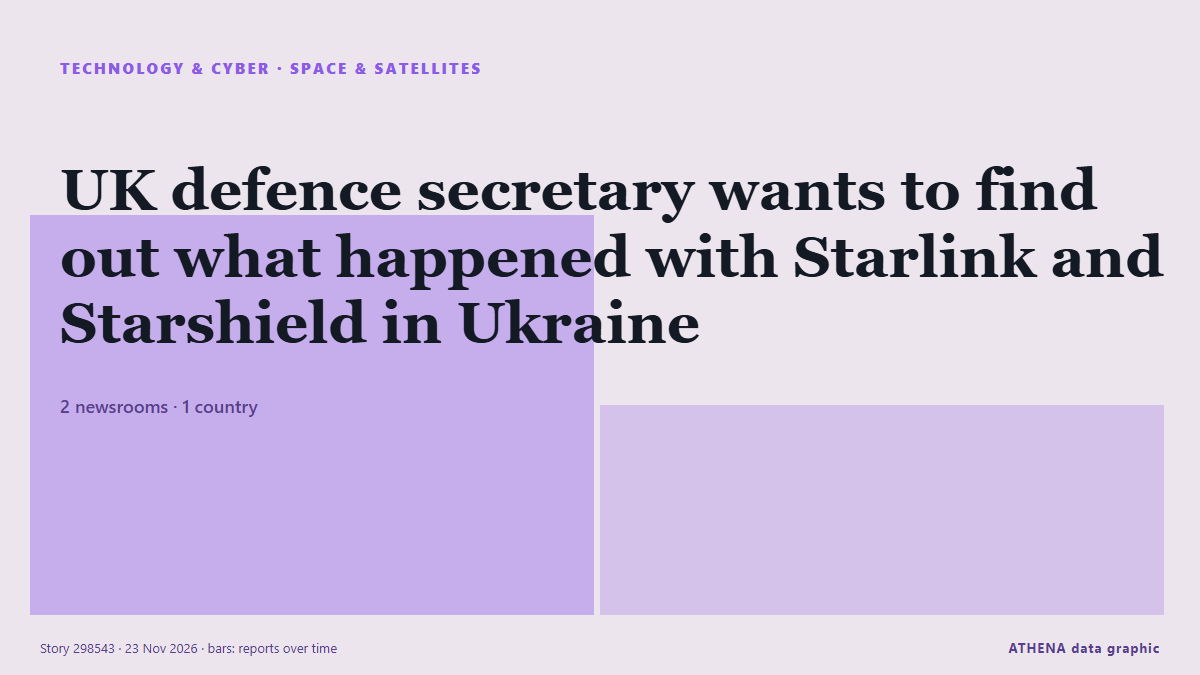 TECHNOLOGY & CYBER · SPACE & SATELLITES
UK defence secretary wants to find
out what happened with Starlink and
Starshield in Ukraine
2 newsrooms · 1 country
Story 298543 · 23 Nov 2026 · bars: reports over time
ATHENA data graphic